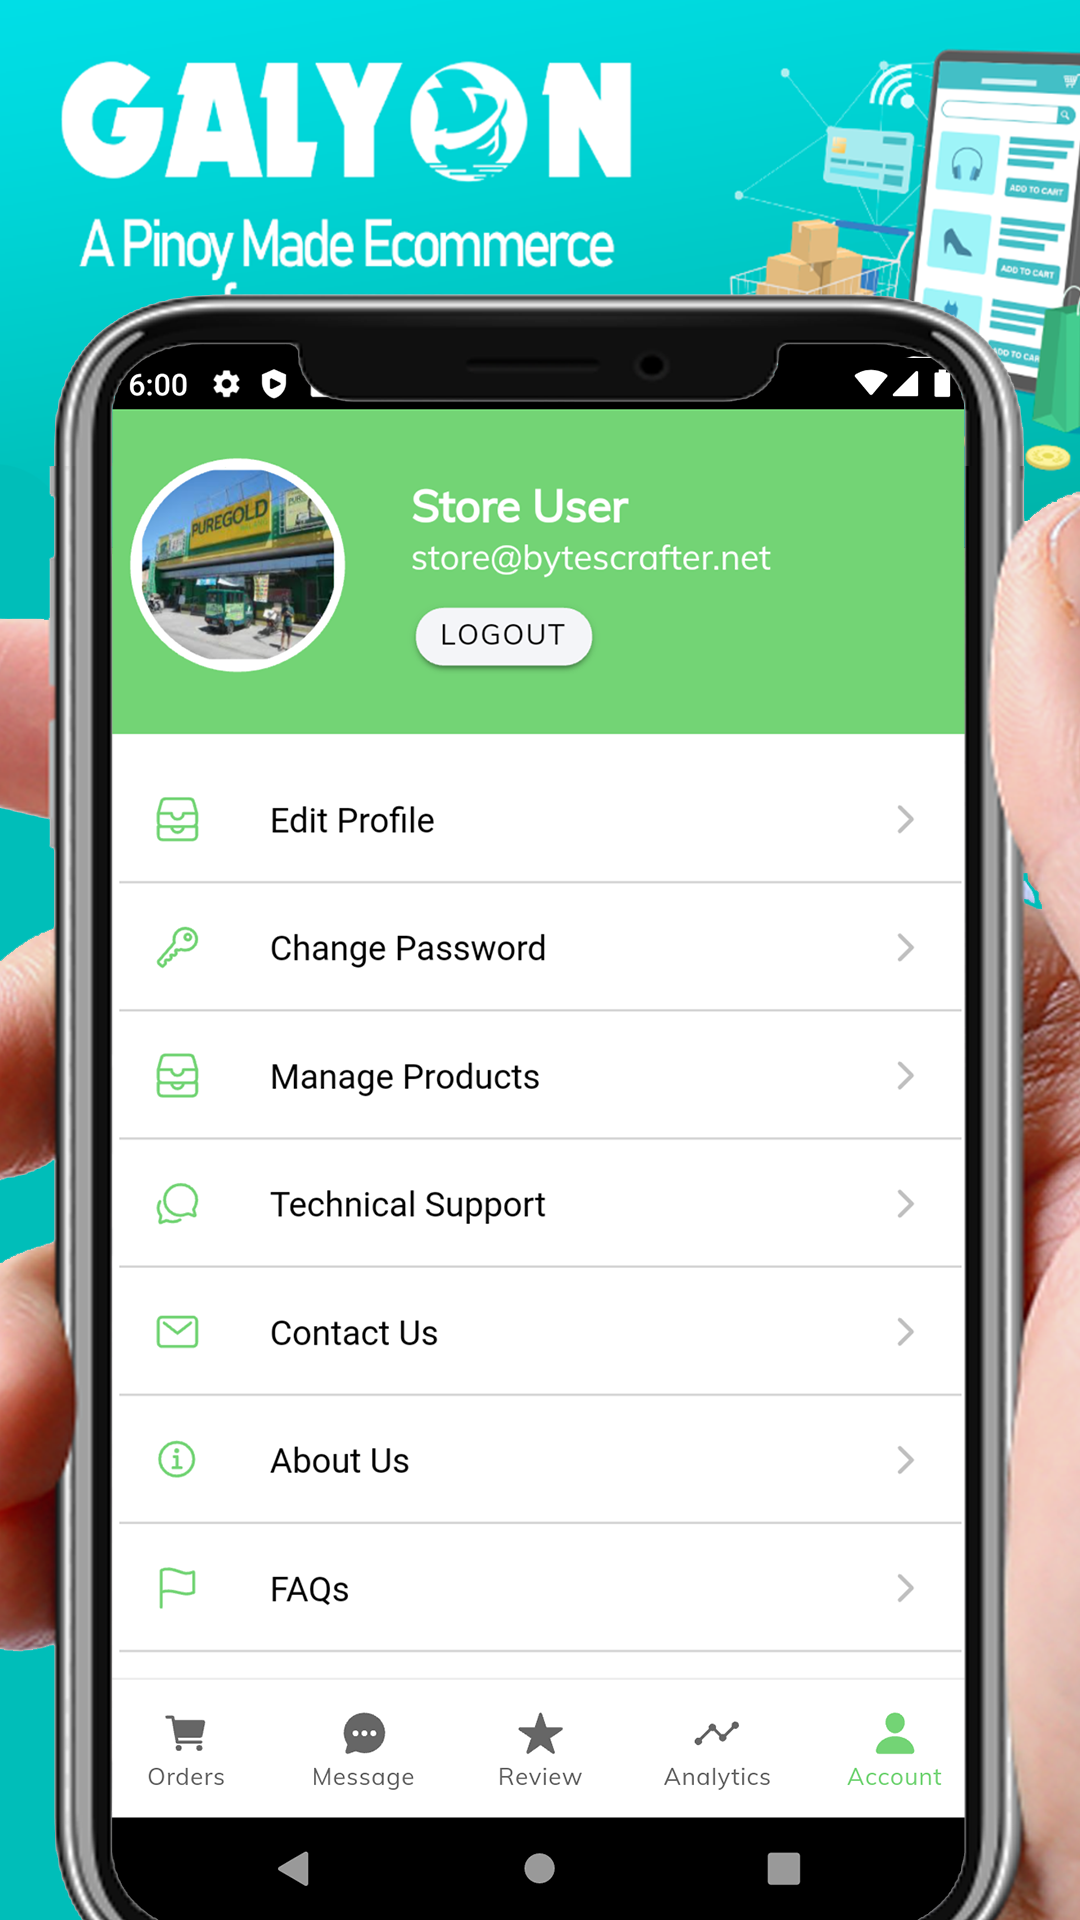 GALYON
A Pinoy Made Ecommerce
ADD TO CART
ADD TO CART
ADD TO CAR
6:00
PUREGOLD
Store User
store@bytescrafter.net
LOGOUT
Edit Profile
Change Password
Manage Products
Technical Support
Contact Us
About Us
FAQs
Orders
Message
Review
Analytics
Account